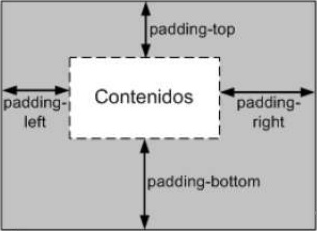 padding-top
Contenidos
padding-
left
padding-
right
padding-bottom